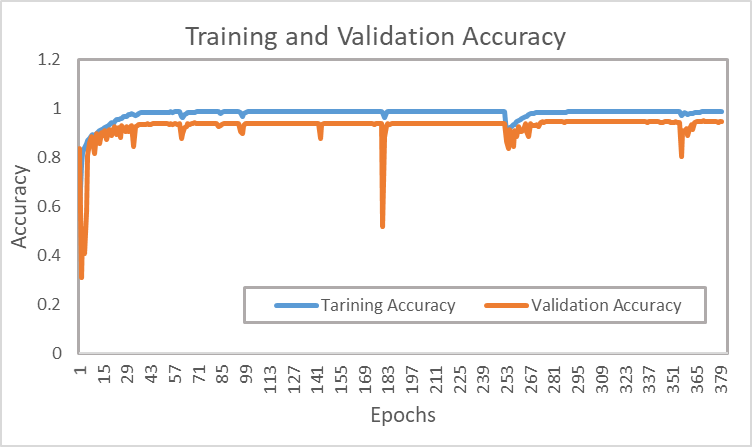 Training and Validation Accuracy
1.2
1
0.8
0.6
0.4
0.2
0
Accuracy
Tarining Accuracy
Validation Accuracy
1 15 29 43 57 71 85 99 113 127 141 155 169 183 197 211 225 239 253 267 281 295 309 323 337 351 365 379
Epochs